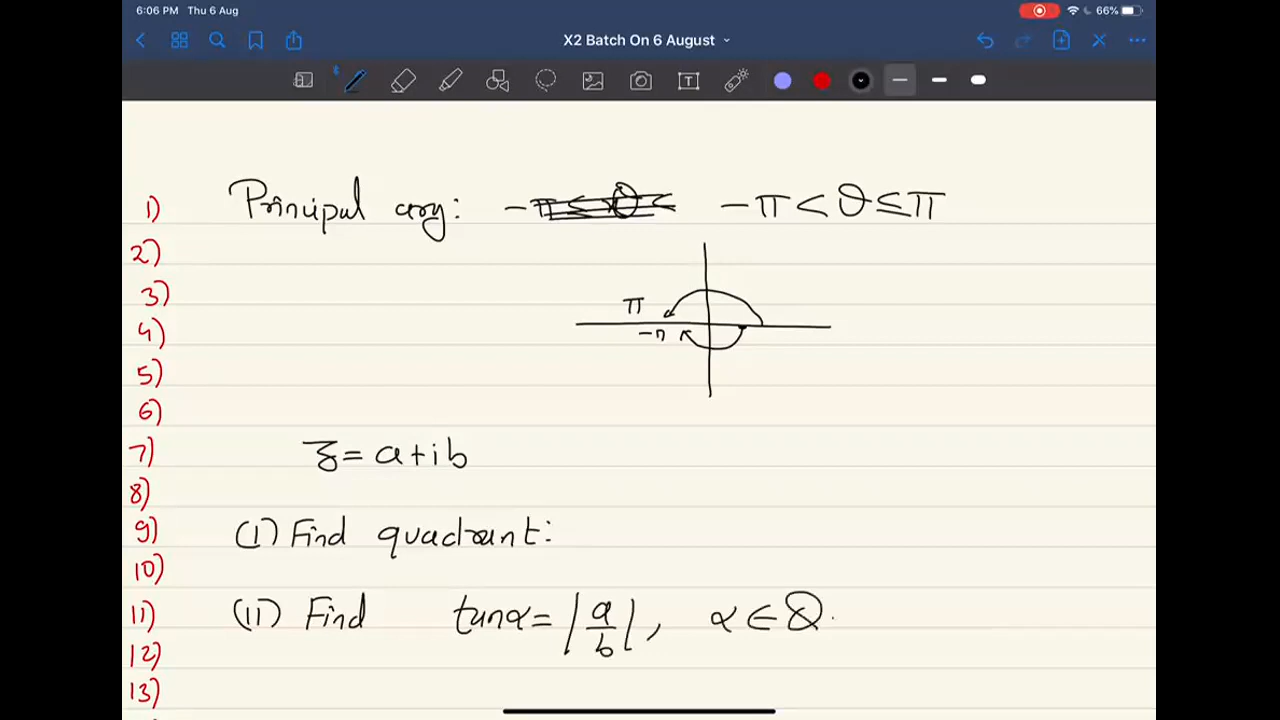 6:06 PM Thu 6 Aug 66%
X2 Batch On 6 August
1) Principal arg: -π ≤ θ < -π < θ ≤ π
2)
3) π
4) -π
5)
6)
7) z = a + i b
8)
9) (I) Find quadrant:
10)
11) (II) Find tanα = |a/b|, α ∈ Q
12)
13)